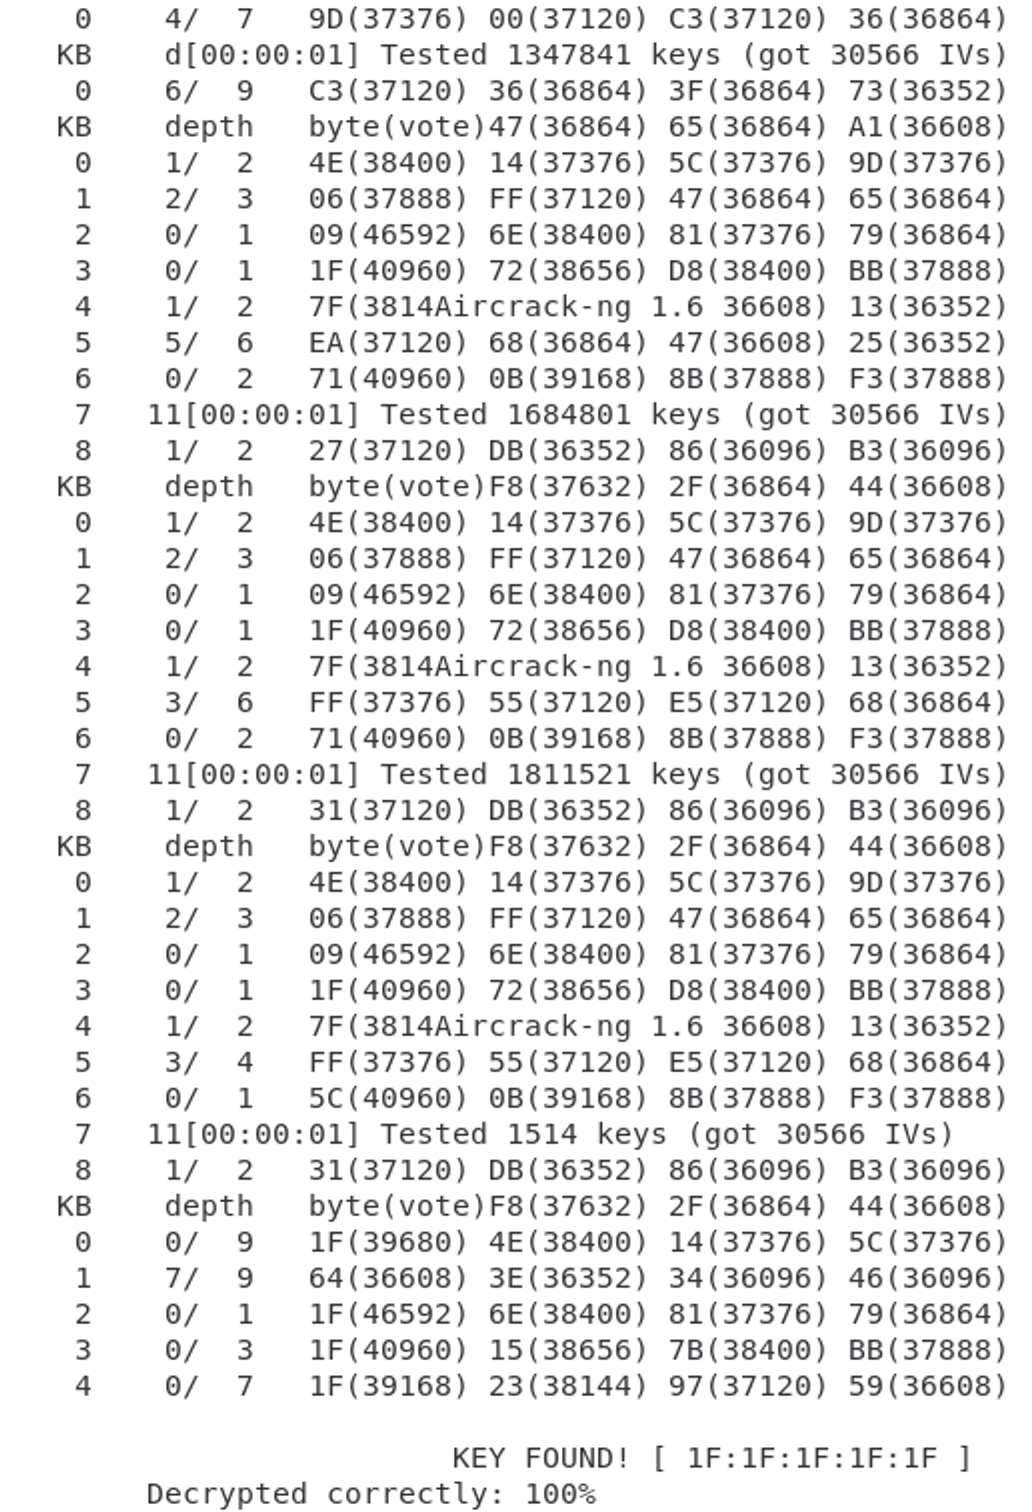 0 4/ 7 9D(37376) 00(37120) C3(37120) 36(36864)
KB d[00:00:01] Tested 1347841 keys (got 30566 IVs)
0 6/ 9 C3(37120) 36(36864) 3F(36864) 73(36352)
KB depth byte(vote)47(36864) 65(36864) A1(36608)
0 1/ 2 4E(38400) 14(37376) 5C(37376) 9D(37376)
1 2/ 3 06(37888) FF(37120) 47(36864) 65(36864)
2 0/ 1 09(46592) 6E(38400) 81(37376) 79(36864)
3 0/ 1 1F(40960) 72(38656) D8(38400) BB(37888)
4 1/ 2 7F(3814Aircrack-ng 1.6 36608) 13(36352)
5 5/ 6 EA(37120) 68(36864) 47(36608) 25(36352)
6 0/ 2 71(40960) 0B(39168) 8B(37888) F3(37888)
7 11[00:00:01] Tested 1684801 keys (got 30566 IVs)
8 1/ 2 27(37120) DB(36352) 86(36096) B3(36096)
KB depth byte(vote)F8(37632) 2F(36864) 44(36608)
0 1/ 2 4E(38400) 14(37376) 5C(37376) 9D(37376)
1 2/ 3 06(37888) FF(37120) 47(36864) 65(36864)
2 0/ 1 09(46592) 6E(38400) 81(37376) 79(36864)
3 0/ 1 1F(40960) 72(38656) D8(38400) BB(37888)
4 1/ 2 7F(3814Aircrack-ng 1.6 36608) 13(36352)
5 3/ 6 FF(37376) 55(37120) E5(37120) 68(36864)
6 0/ 2 71(40960) 0B(39168) 8B(37888) F3(37888)
7 11[00:00:01] Tested 1811521 keys (got 30566 IVs)
8 1/ 2 31(37120) DB(36352) 86(36096) B3(36096)
KB depth byte(vote)F8(37632) 2F(36864) 44(36608)
0 1/ 2 4E(38400) 14(37376) 5C(37376) 9D(37376)
1 2/ 3 06(37888) FF(37120) 47(36864) 65(36864)
2 0/ 1 09(46592) 6E(38400) 81(37376) 79(36864)
3 0/ 1 1F(40960) 72(38656) D8(38400) BB(37888)
4 1/ 2 7F(3814Aircrack-ng 1.6 36608) 13(36352)
5 3/ 4 FF(37376) 55(37120) E5(37120) 68(36864)
6 0/ 1 5C(40960) 0B(39168) 8B(37888) F3(37888)
7 11[00:00:01] Tested 1514 keys (got 30566 IVs)
8 1/ 2 31(37120) DB(36352) 86(36096) B3(36096)
KB depth byte(vote)F8(37632) 2F(36864) 44(36608)
0 0/ 9 1F(39680) 4E(38400) 14(37376) 5C(37376)
1 7/ 9 64(36608) 3E(36352) 34(36096) 46(36096)
2 0/ 1 1F(46592) 6E(38400) 81(37376) 79(36864)
3 0/ 3 1F(40960) 15(38656) 7B(38400) BB(37888)
4 0/ 7 1F(39168) 23(38144) 97(37120) 59(36608)
KEY FOUND! [ 1F:1F:1F:1F:1F ]
Decrypted correctly: 100%